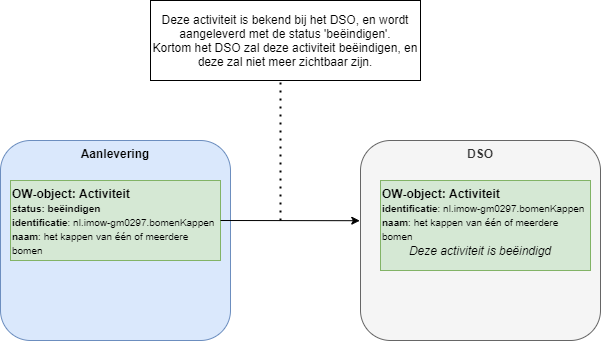 Deze activiteit is bekend bij het DSO, en wordt
aangeleverd met de status 'beëindigen'.
Kortom het DSO zal deze activiteit beëindigen, en
deze zal niet meer zichtbaar zijn.
Aanlevering
OW-object: Activiteit
status: beëindigen
identificatie: nl.imow-gm0297.bomenKappen
naam: het kappen van één of meerdere
bomen
DSO
OW-object: Activiteit
identificatie: nl.imow-gm0297.bomenKappen
naam: het kappen van één of meerdere
bomen
Deze activiteit is beëindigd